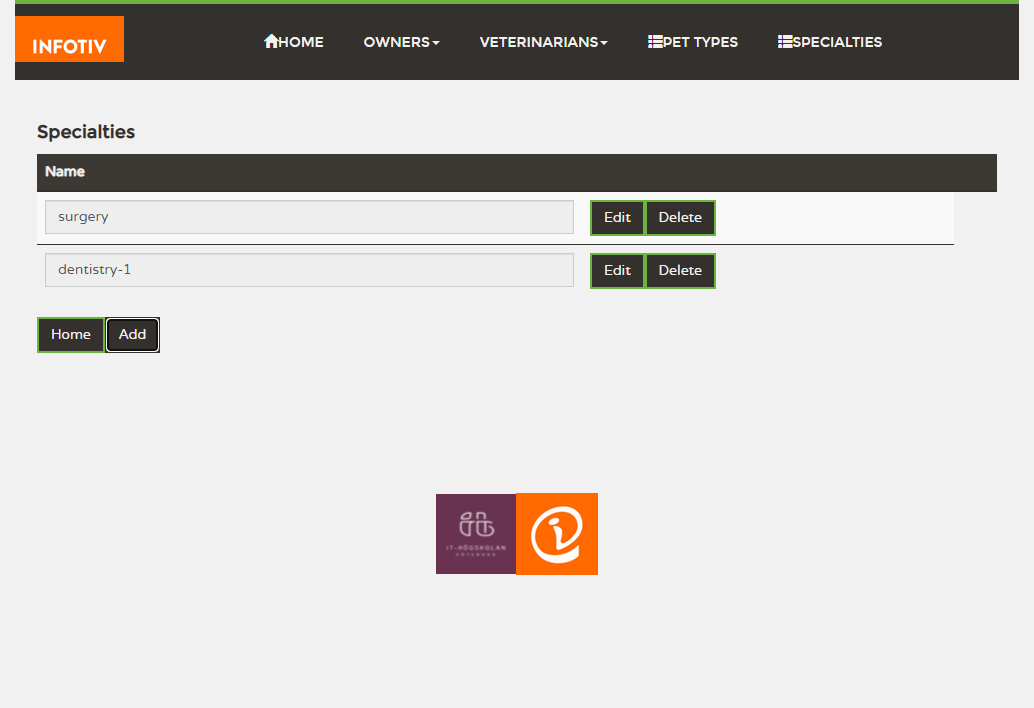 INFOTIV
HOME OWNERS VETERINARIANS PET TYPES SPECIALTIES
Specialties
Name
surgery Edit Delete
dentistry-1 Edit Delete
Home Add
IT-HÖGSKOLAN
GÖTEBORG